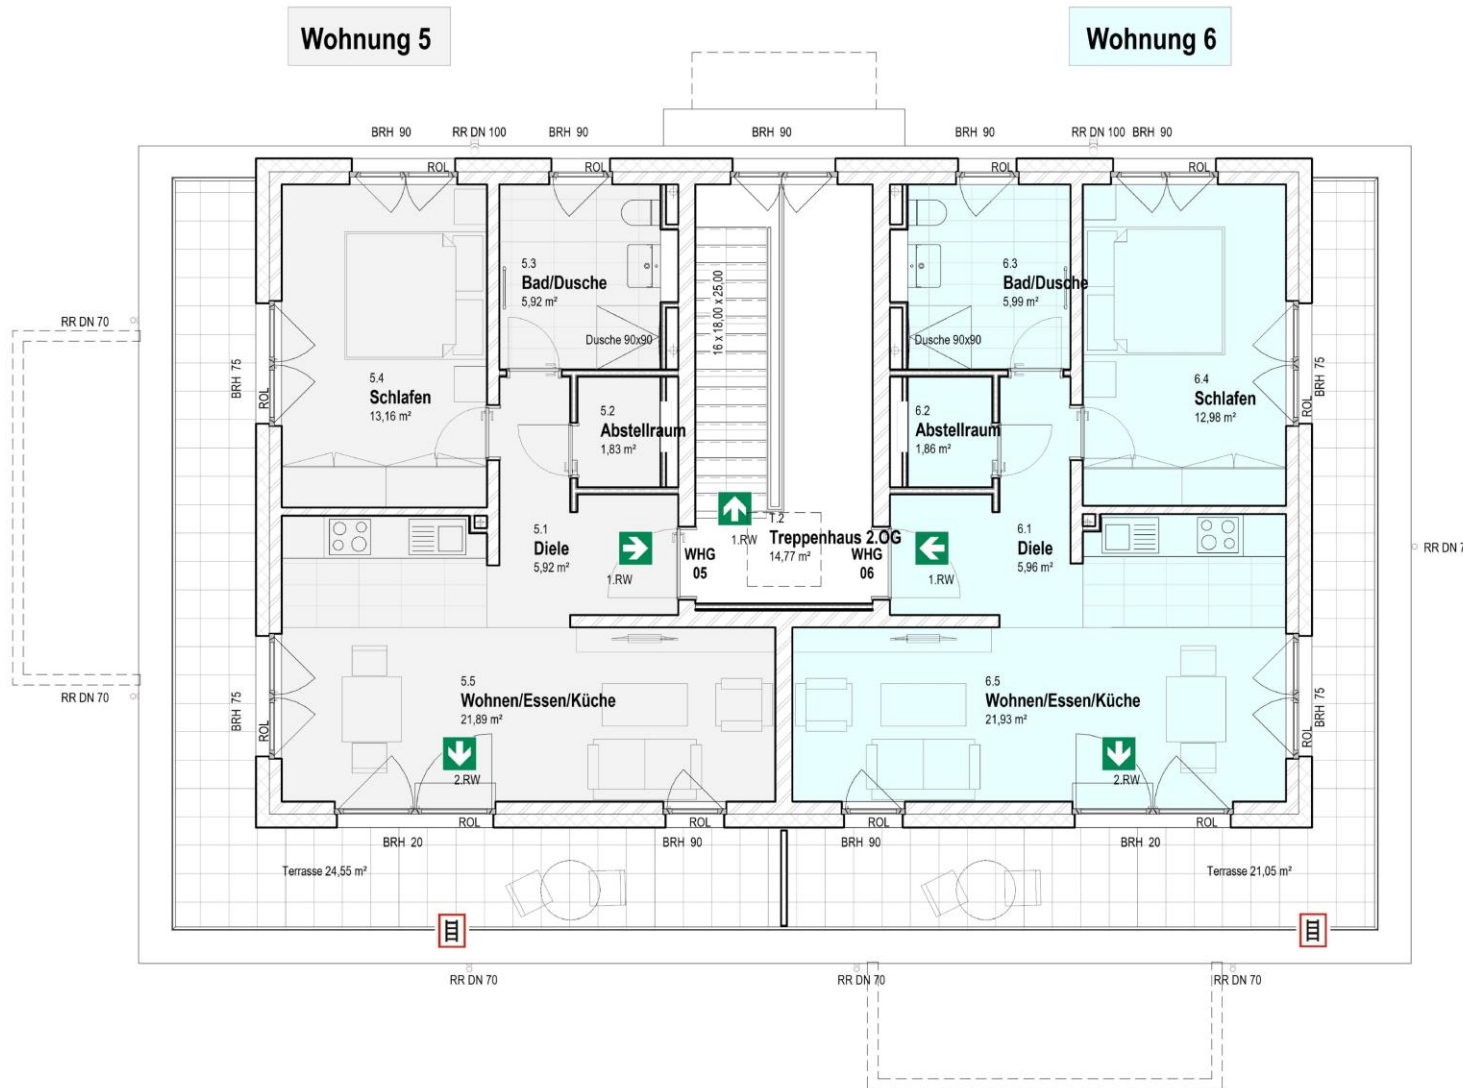 Wohnung 5
Wohnung 6
BRH 90
RR DN 100
BRH 90
BRH 90
BRH 90
RR DN 100
BRH 90
ROL
ROL
ROL
ROL
5.3
Bad/Dusche
5,92 m²
6.3
Bad/Dusche
5,99 m²
16 x 18,00 x 25,00
RR DN 70
BRH 75
ROL
Dusche 90x90
Dusche 90x90
BRH 75
ROL
5.4
Schlafen
13,16 m²
5.2
Abstellraum
1,83 m²
6.2
Abstellraum
1,86 m²
6.4
Schlafen
12,98 m²
5.1
Diele
5,92 m²
1.RW
WHG
05
1.RW
T.2
Treppenhaus 2.OG
14,77 m²
WHG
06
1.RW
6.1
Diele
5,96 m²
RR DN 7
RR DN 70
BRH 75
ROL
5.5
Wohnen/Essen/Küche
21,89 m²
6.5
Wohnen/Essen/Küche
21,93 m²
BRH 75
ROL
2.RW
2.RW
ROL
ROL
ROL
ROL
BRH 20
BRH 90
BRH 90
BRH 20
Terrasse 24,55 m²
Terrasse 21,05 m²
RR DN 70
RR DN 70
RR DN 70